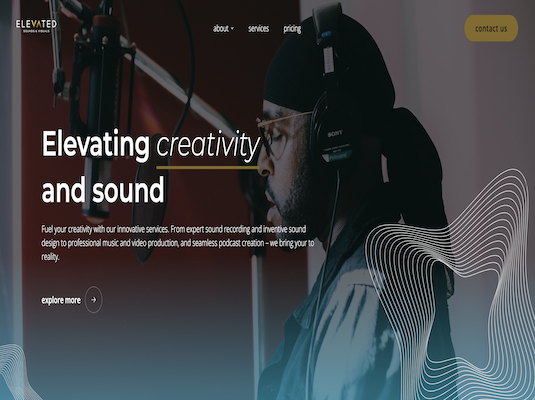 ELEVATED
SOUNDS & VISUALS
about
services
pricing
contact us
SONY
Elevating creativity
and sound
Fuel your creativity with our innovative services. From expert sound recording and inventive sound
design to professional music and video production, and seamless podcast creation – we bring your to
reality.
explore more